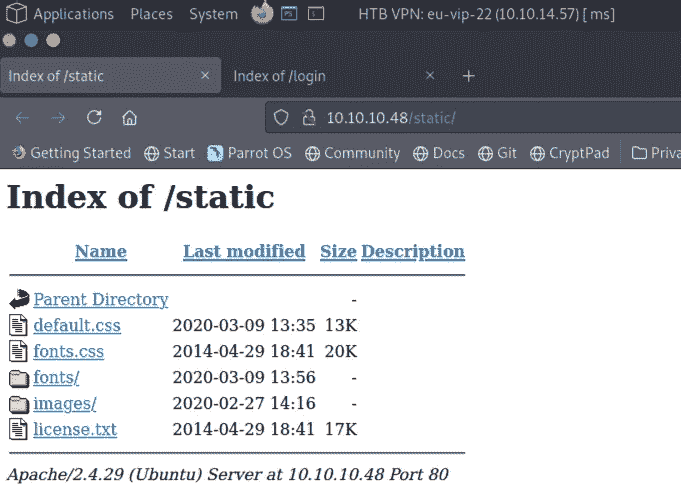 Applications Places System HTB VPN: eu-vip-22 (10.10.14.57) [ ms]
Index of /static × Index of /login × +
10.10.10.48/static/
Getting Started Start Parrot OS Community Docs Git CryptPad Priva
Index of /static
Name Last modified Size Description
Parent Directory -
default.css 2020-03-09 13:35 13K
fonts.css 2014-04-29 18:41 20K
fonts/ 2020-03-09 13:56 -
images/ 2020-02-27 14:16 -
license.txt 2014-04-29 18:41 17K
Apache/2.4.29 (Ubuntu) Server at 10.10.10.48 Port 80